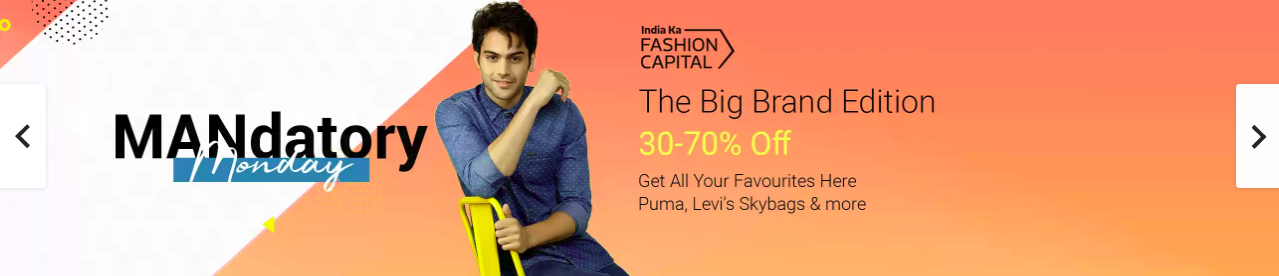 MANdatory
Monday
India Ka
FASHION
CAPITAL
The Big Brand Edition
30-70% Off
Get All Your Favourites Here
Puma, Levi's Skybags & more